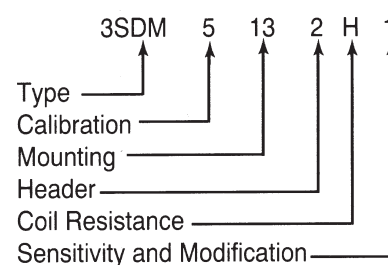 3SDM 5 13 2 H
Type
Calibration
Mounting
Header
Coil Resistance
Sensitivity and Modification